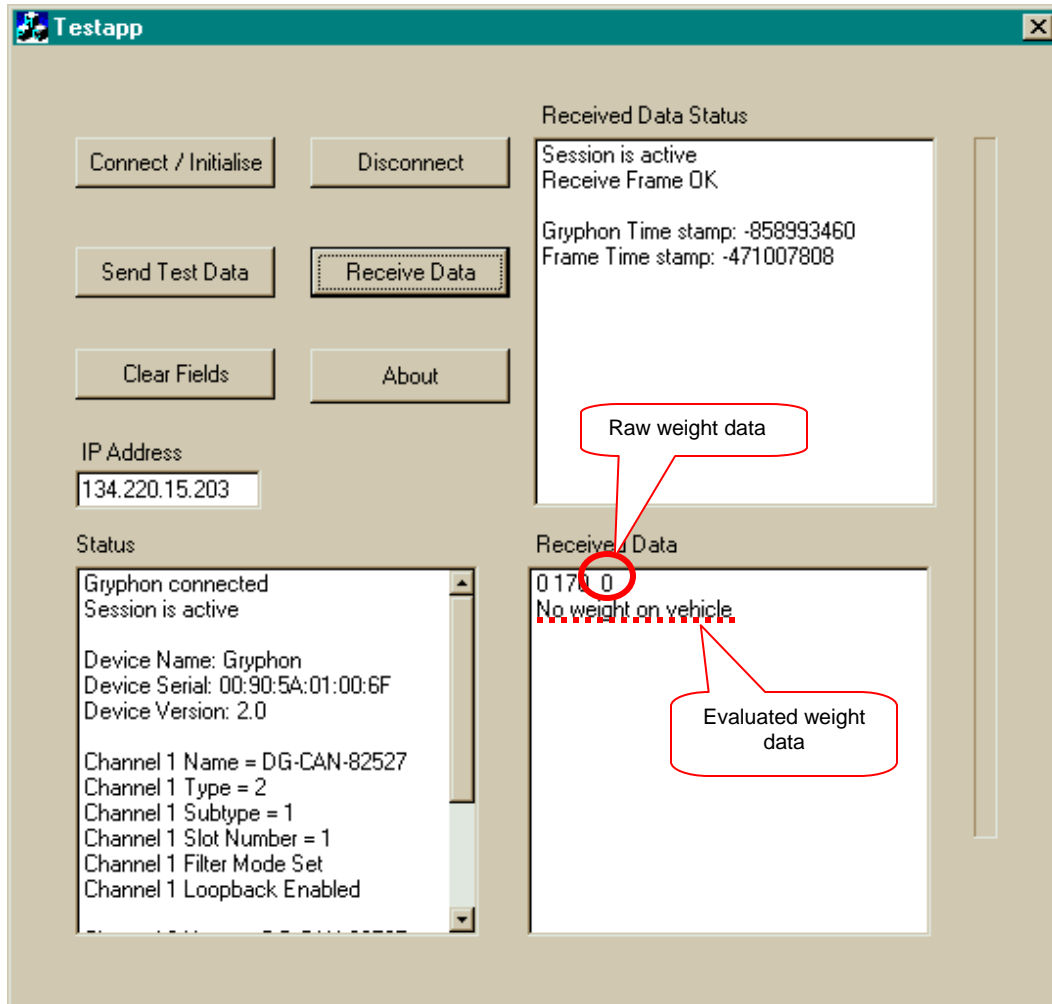 Testapp
Connect / Initialise
Disconnect
Send Test Data
Receive Data
Clear Fields
About
IP Address
134.220.15.203
Received Data Status
Session is active
Receive Frame OK
Gryphon Time stamp: -858993460
Frame Time stamp: -471007808
Raw weight data
Status
Gryphon connected
Session is active
Device Name: Gryphon
Device Serial: 00:90:5A:01:00:6F
Device Version: 2.0
Channel 1 Name = DG-CAN-82527
Channel 1 Type = 2
Channel 1 Subtype = 1
Channel 1 Slot Number = 1
Channel 1 Filter Mode Set
Channel 1 Loopback Enabled
Received Data
0 170 0
No weight on vehicle
Evaluated weight
data